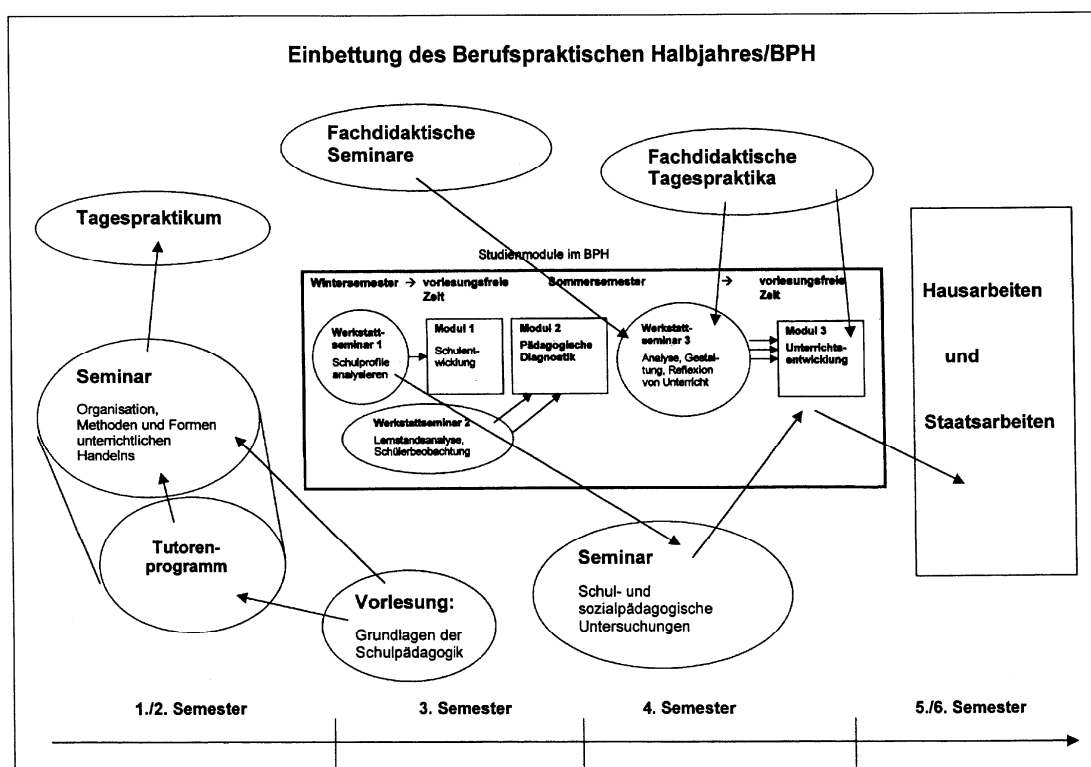 Einbettung des Berufspraktischen Halbjahres/BPH
Fachdidaktische
Seminare
Fachdidaktische
Tagespraktika
Tagespraktikum
Studienmodule im BPH
Wintersemester → vorlesungsfreie
Zeit
Sommersemester → vorlesungsfreie
Zeit
Werkstatt-
seminar 1
Schulprofile
analysieren
Modul 1
Schulent-
wicklung
Modul 2
Pädagogische
Diagnostik
Werkstatt-
seminar 3
Analyse, Gestal-
tung, Reflexion
von Unterricht
Modul 3
Unterrichts-
entwicklung
Werkstattseminar 2
Lernstandsanalyse,
Schülerbeobachtung
Hausarbeiten
und
Staatsarbeiten
Seminar
Organisation,
Methoden und Formen
unterrichtlichen
Handelns
Tutoren-
programm
Vorlesung:
Grundlagen der
Schulpädagogik
Seminar
Schul- und
sozialpädagogische
Untersuchungen
1./2. Semester
3. Semester
4. Semester
5./6. Semester